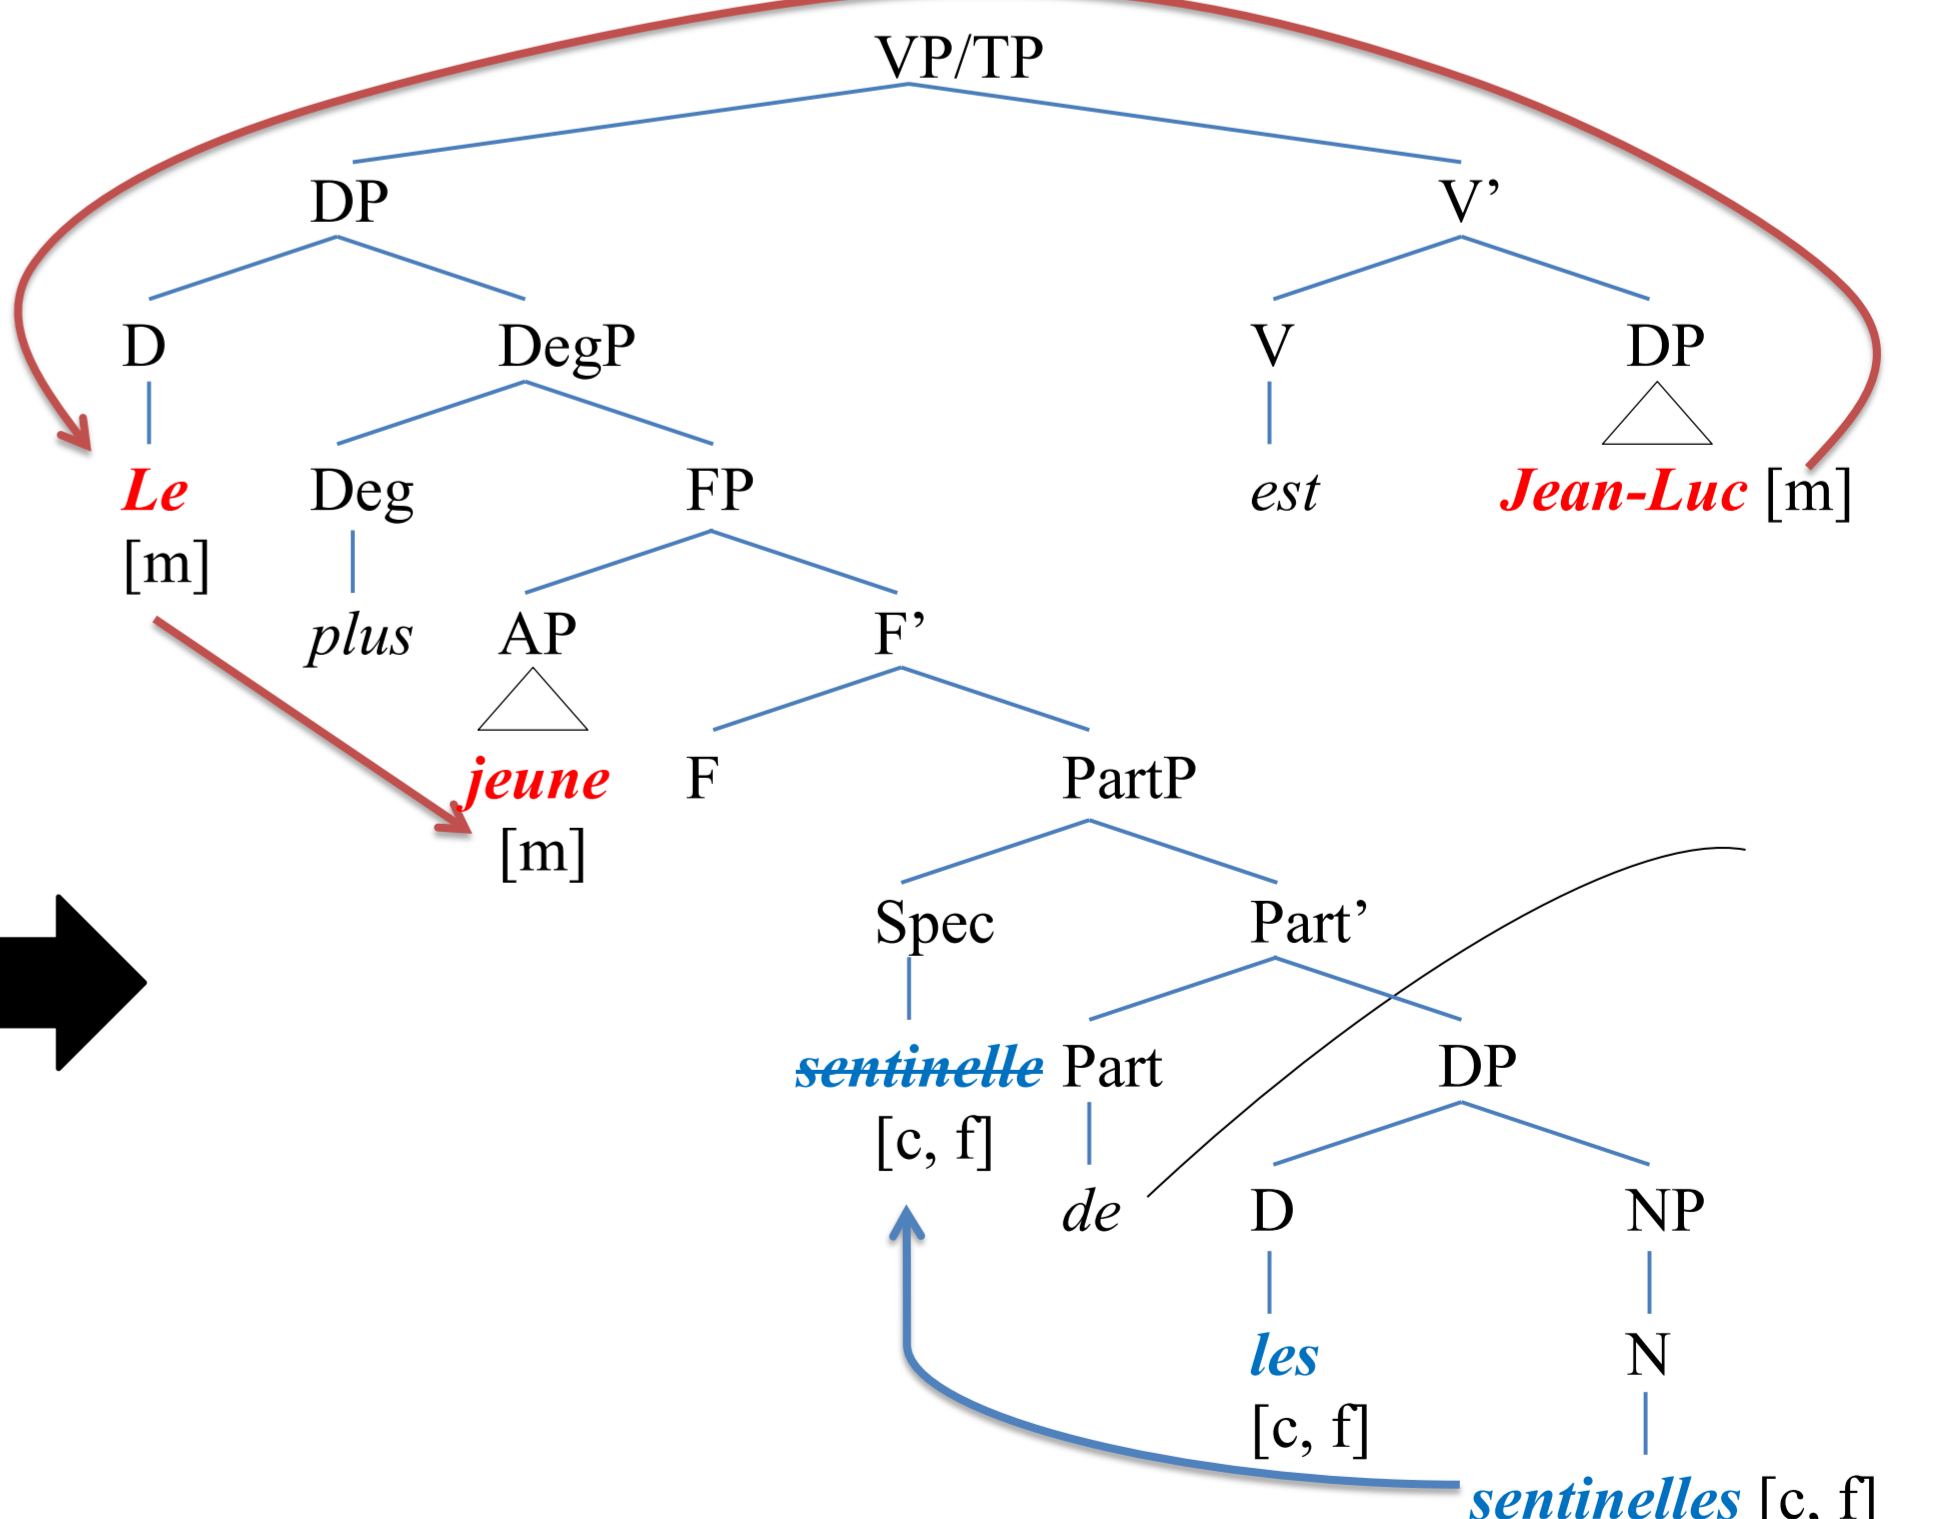 VP/TP
DP V’
D DegP V DP
Le Deg FP est Jean-Luc [m]
[m]
plus AP F’
jeune F PartP
[m]
Spec Part’
sentinelle Part DP
[c, f]
de D NP
les N
[c, f]
sentinelles [c, f]